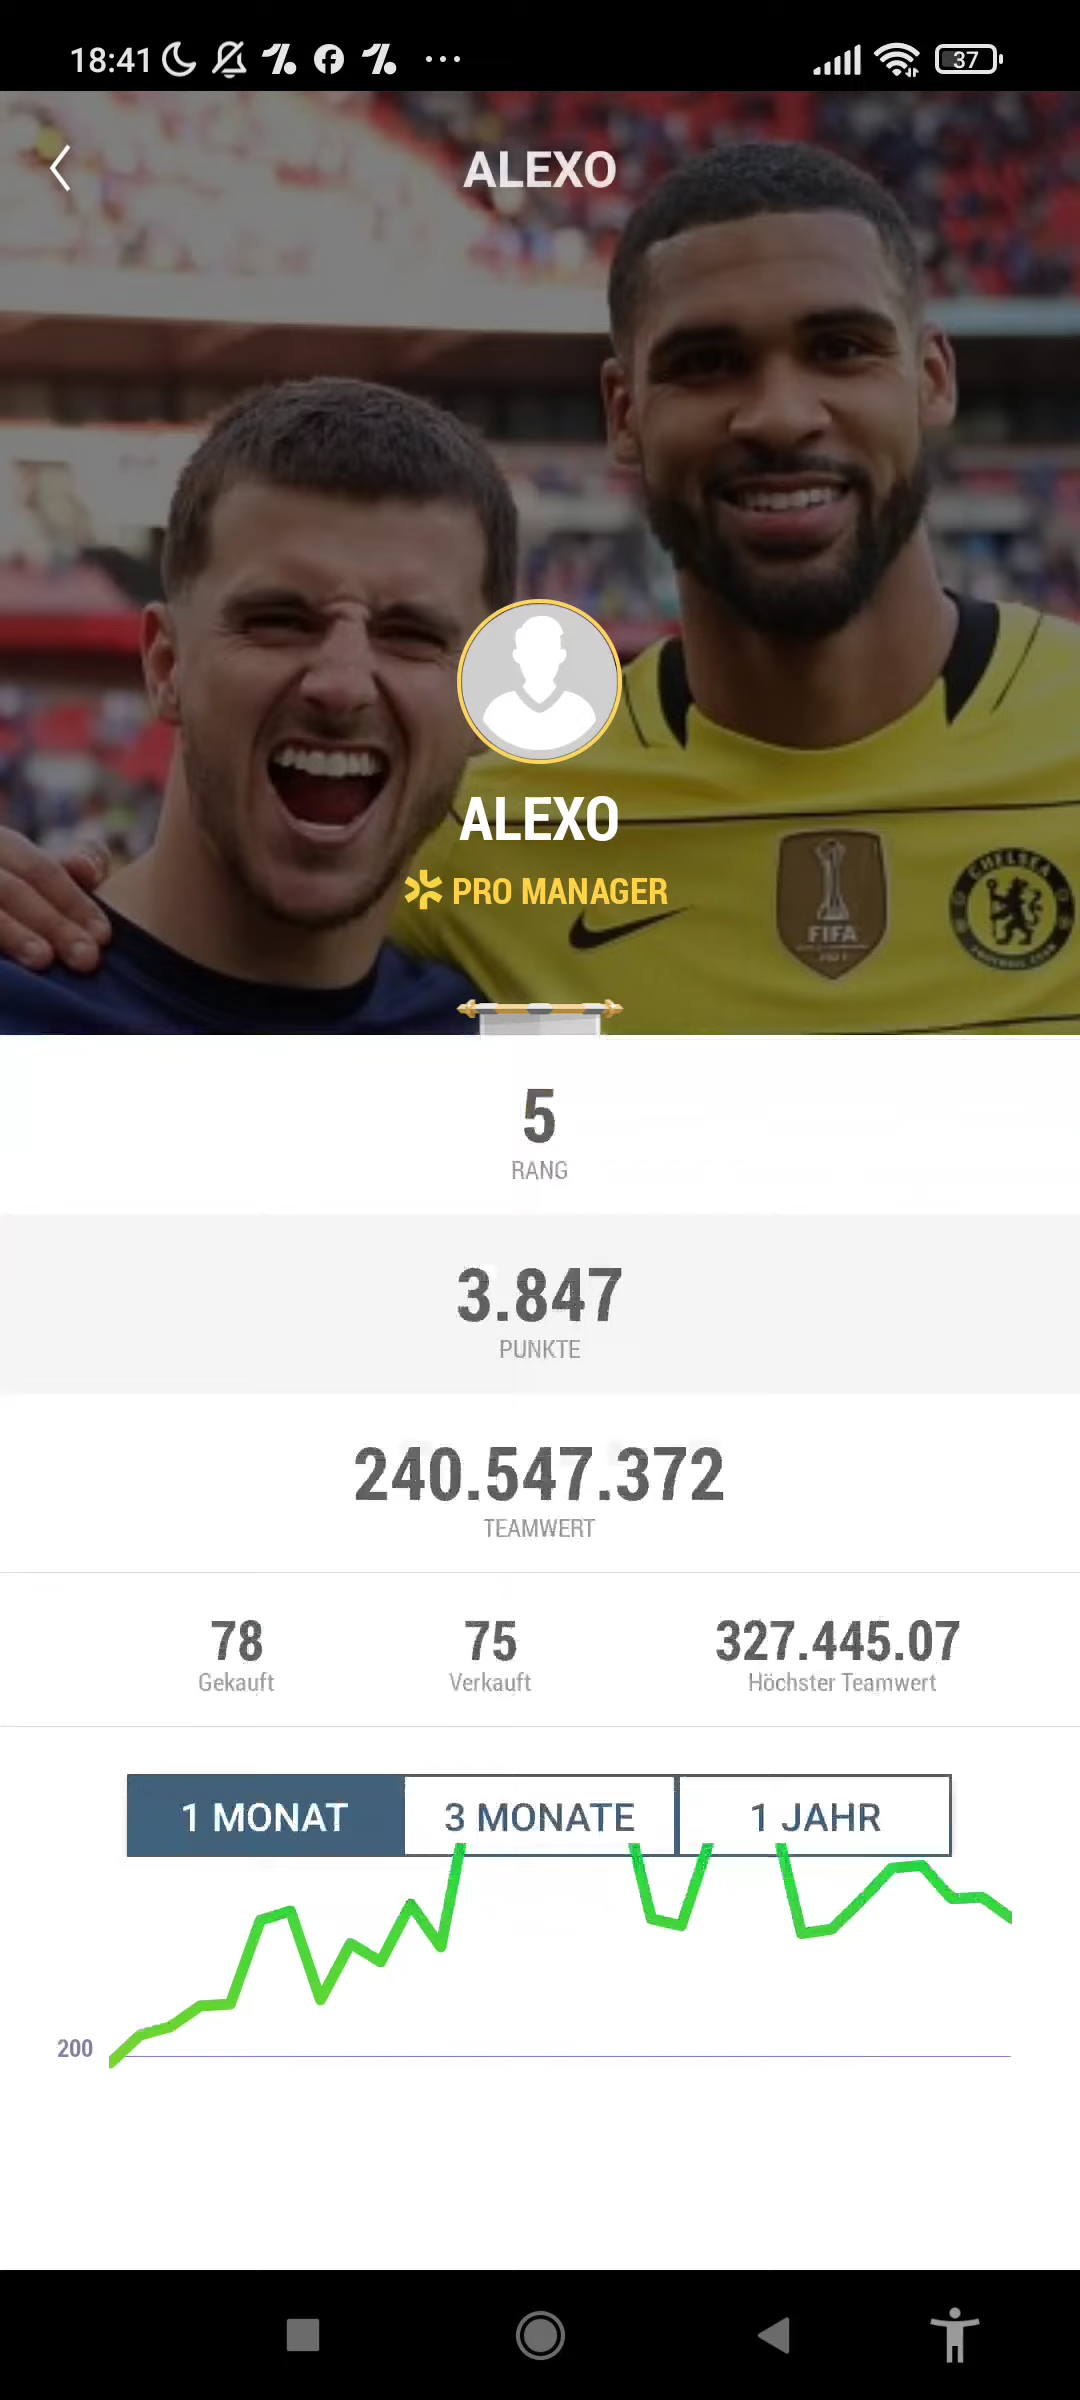 18:41
37
ALEXO
FIFA
CHELSEA
ALEXO
PRO MANAGER
5
RANG
3.847
PUNKTE
240.547.372
TEAMWERT
78
Gekauft
75
Verkauft
327.445.07
Höchster Teamwert
1 MONAT
3 MONATE
1 JAHR
200